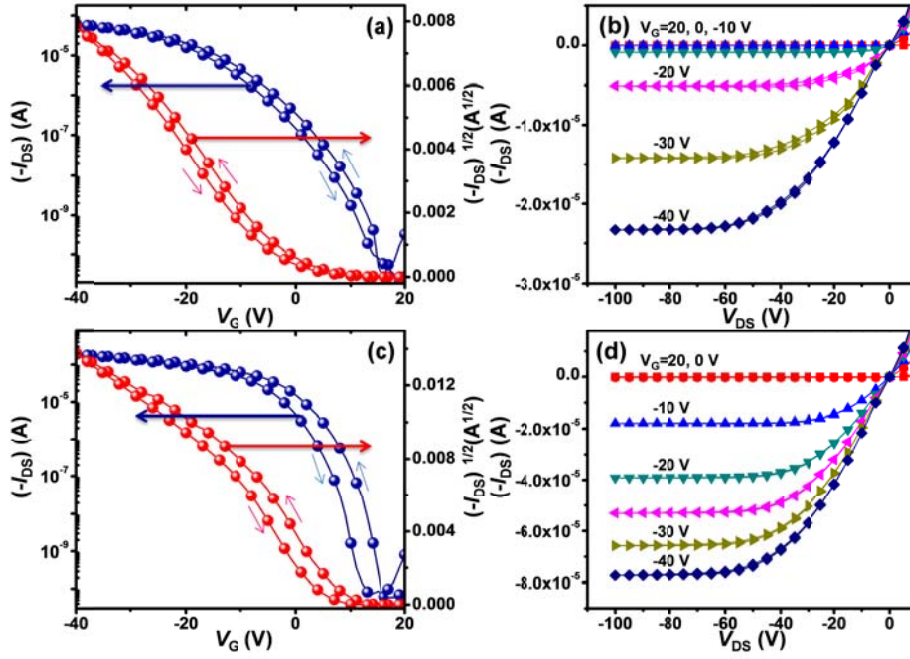 (a)
10⁻⁵
10⁻⁷
10⁻⁹
(-I_DS) (A)
0.008
0.006
0.004
0.002
0.000
(-I_DS) ^1/2(A^1/2)
-40 -20 0 20
V_G (V)
(b)
V_G=20, 0, -10 V
-20 V
-30 V
-40 V
0.0
-1.0x10⁻⁵
-2.0x10⁻⁵
-3.0x10⁻⁵
(-I_DS) (A)
-100 -80 -60 -40 -20 0
V_DS (V)
(c)
10⁻⁵
10⁻⁷
10⁻⁹
(-I_DS) (A)
0.012
0.008
0.004
0.000
(-I_DS) ^1/2(A^1/2)
-40 -20 0 20
V_G (V)
(d)
V_G=20, 0 V
-10 V
-20 V
-30 V
-40 V
0.0
-2.0x10⁻⁵
-4.0x10⁻⁵
-6.0x10⁻⁵
-8.0x10⁻⁵
(-I_DS) (A)
-100 -80 -60 -40 -20 0
V_DS (V)